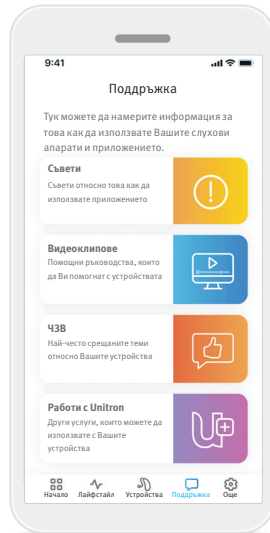 9:41
Поддръжка
Тук можете да намерите информация за
това как да използвате Вашите слухови
апарати и приложението.
Съвети
Съвети относно това как да
използвате приложението
Видеоклипове
Помощни ръководства, които
да Ви помогнат с устройствата
ЧЗВ
Най-често срещаните теми
относно Вашите устройства
Работи с Unitron
Други услуги, които можете да
използвате с Вашите
устройства
Начало Лайфстайл Устройства Поддръжка Още